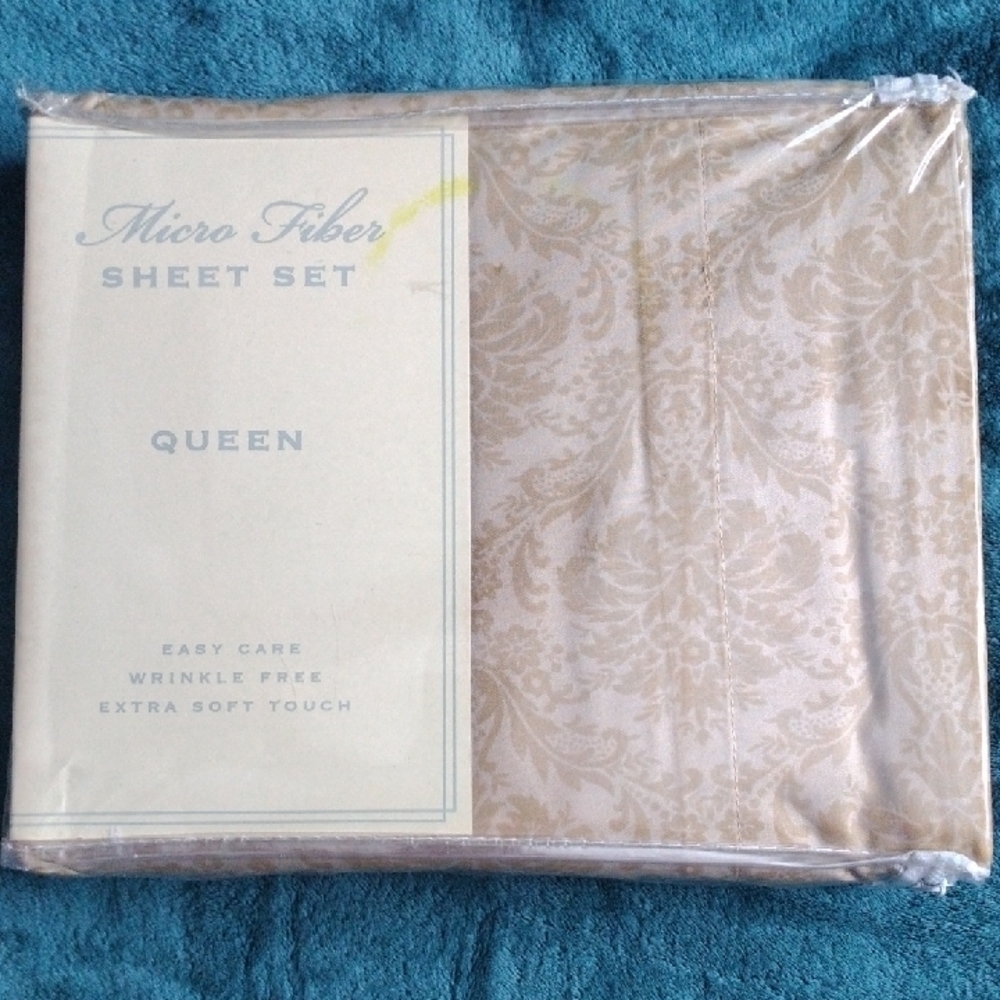 Micro Fiber
SHEET SET
QUEEN
EASY CARE
WRINKLE FREE
EXTRA SOFT TOUCH